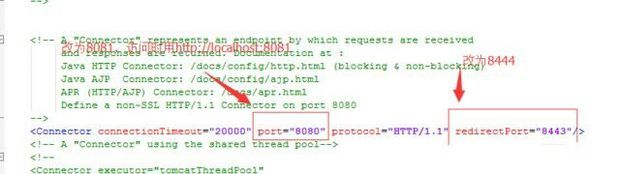 -->
<!-- A "Connector" represents an endpoint by which requests are received
改为8081，访问时用http://localhost:8081
and responses are returned. Documentation at :
Java HTTP Connector: /docs/config/http.html (blocking & non-blocking)
改为8444
Java AJP Connector: /docs/config/ajp.html
APR (HTTP/AJP) Connector: /docs/apr.html
Define a non-SSL HTTP/1.1 Connector on port 8080
-->
<Connector connectionTimeout="20000" port="8080" protocol="HTTP/1.1" redirectPort="8443"/>
<!-- A "Connector" using the shared thread pool-->
<!--
<Connector executor="tomcatThreadPool"